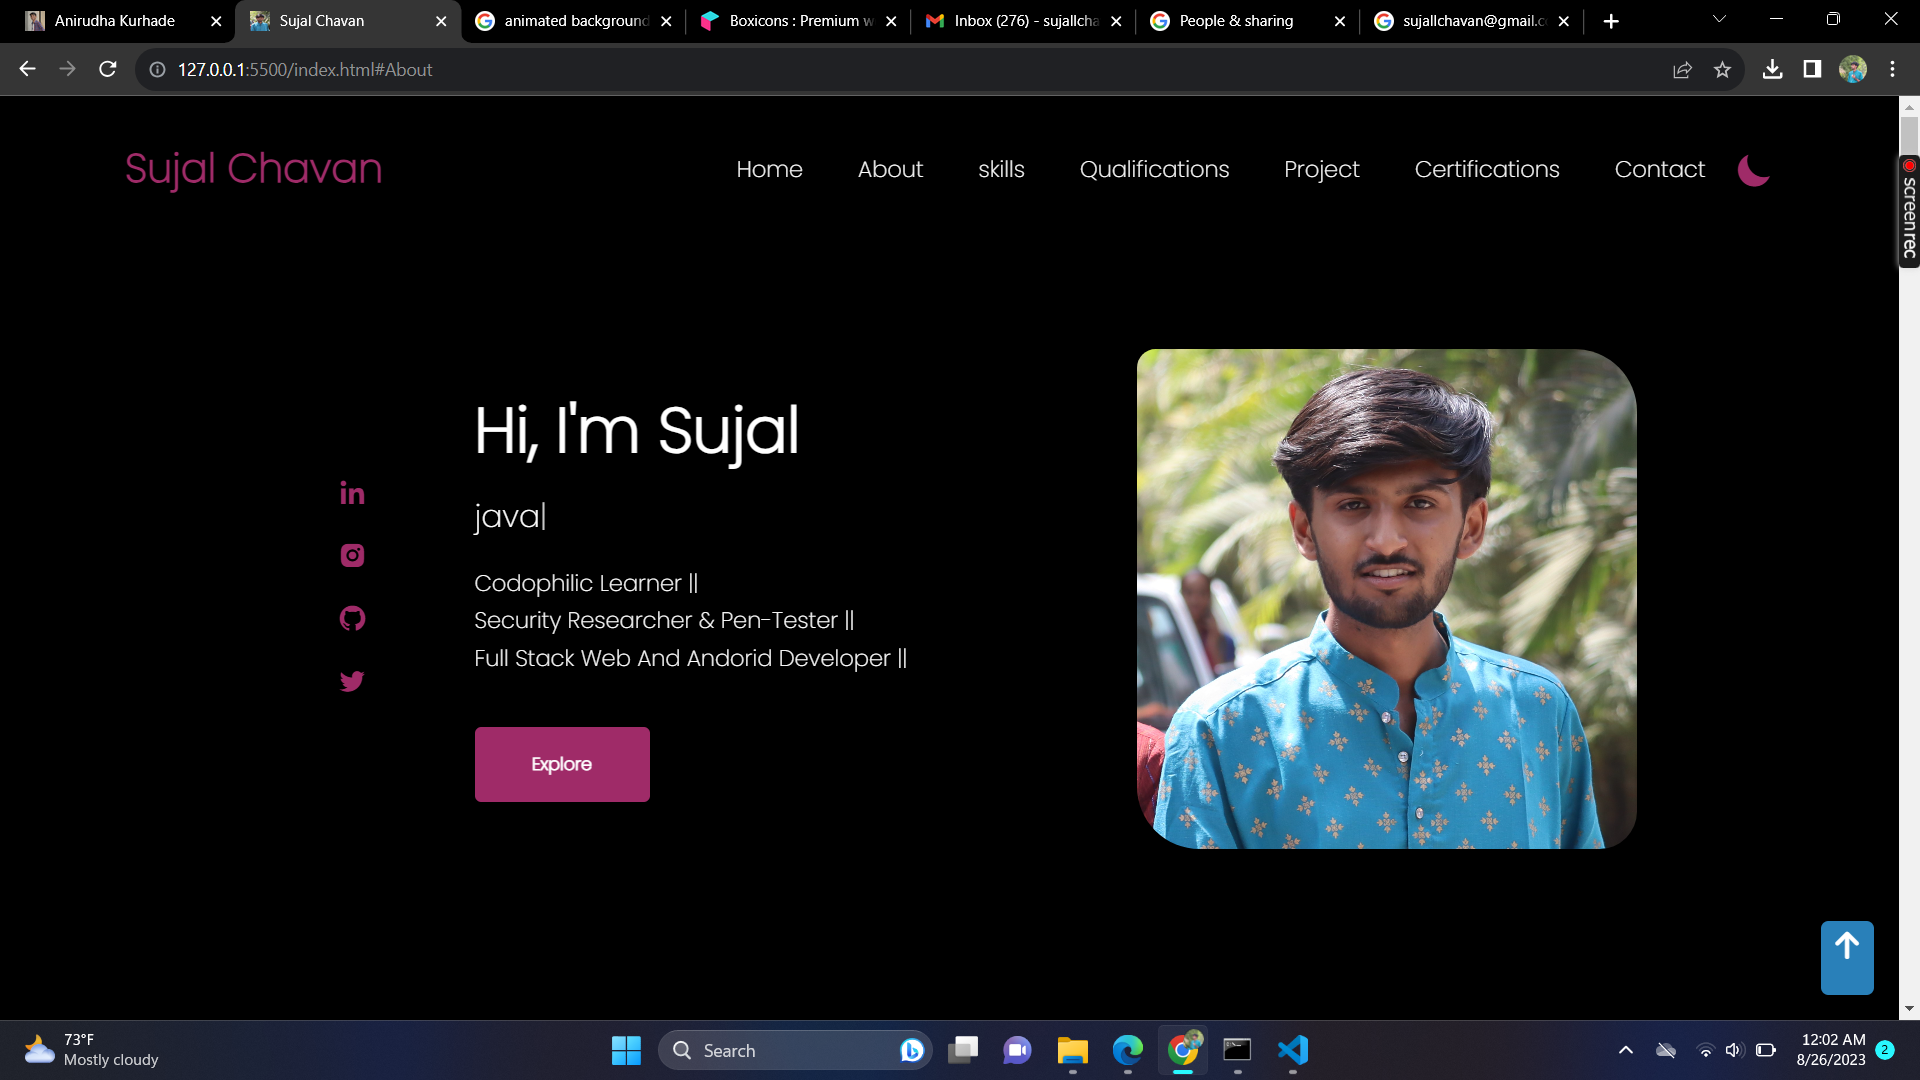 Anirudha Kurhade
Sujal Chavan
animated background
Boxicons : Premium w
Inbox (276) - sujallcha
People & sharing
sujallchavan@gmail.c
127.0.0.1:5500/index.html#About
Sujal Chavan
Home
About
skills
Qualifications
Project
Certifications
Contact
screenrec
Hi, I'm Sujal
java|
Codophilic Learner ||
Security Researcher & Pen-Tester ||
Full Stack Web And Andorid Developer ||
Explore
73°F
Mostly cloudy
Search
12:02 AM
8/26/2023
2